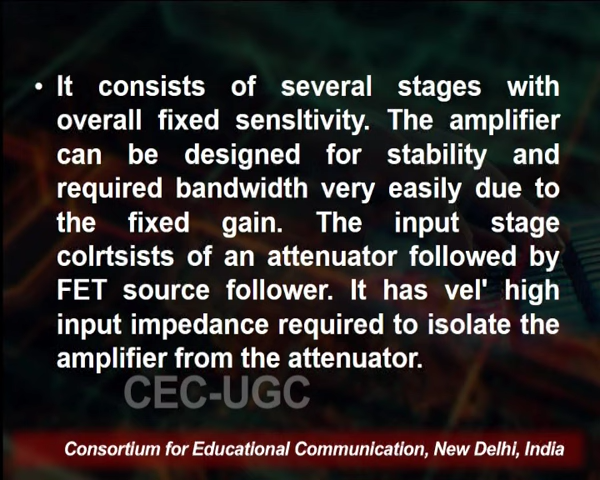 • It consists of several stages with
overall fixed sensltivity. The amplifier
can be designed for stability and
required bandwidth very easily due to
the fixed gain. The input stage
colrtsists of an attenuator followed by
FET source follower. It has vel' high
input impedance required to isolate the
amplifier from the attenuator.
CEC-UGC
Consortium for Educational Communication, New Delhi, India